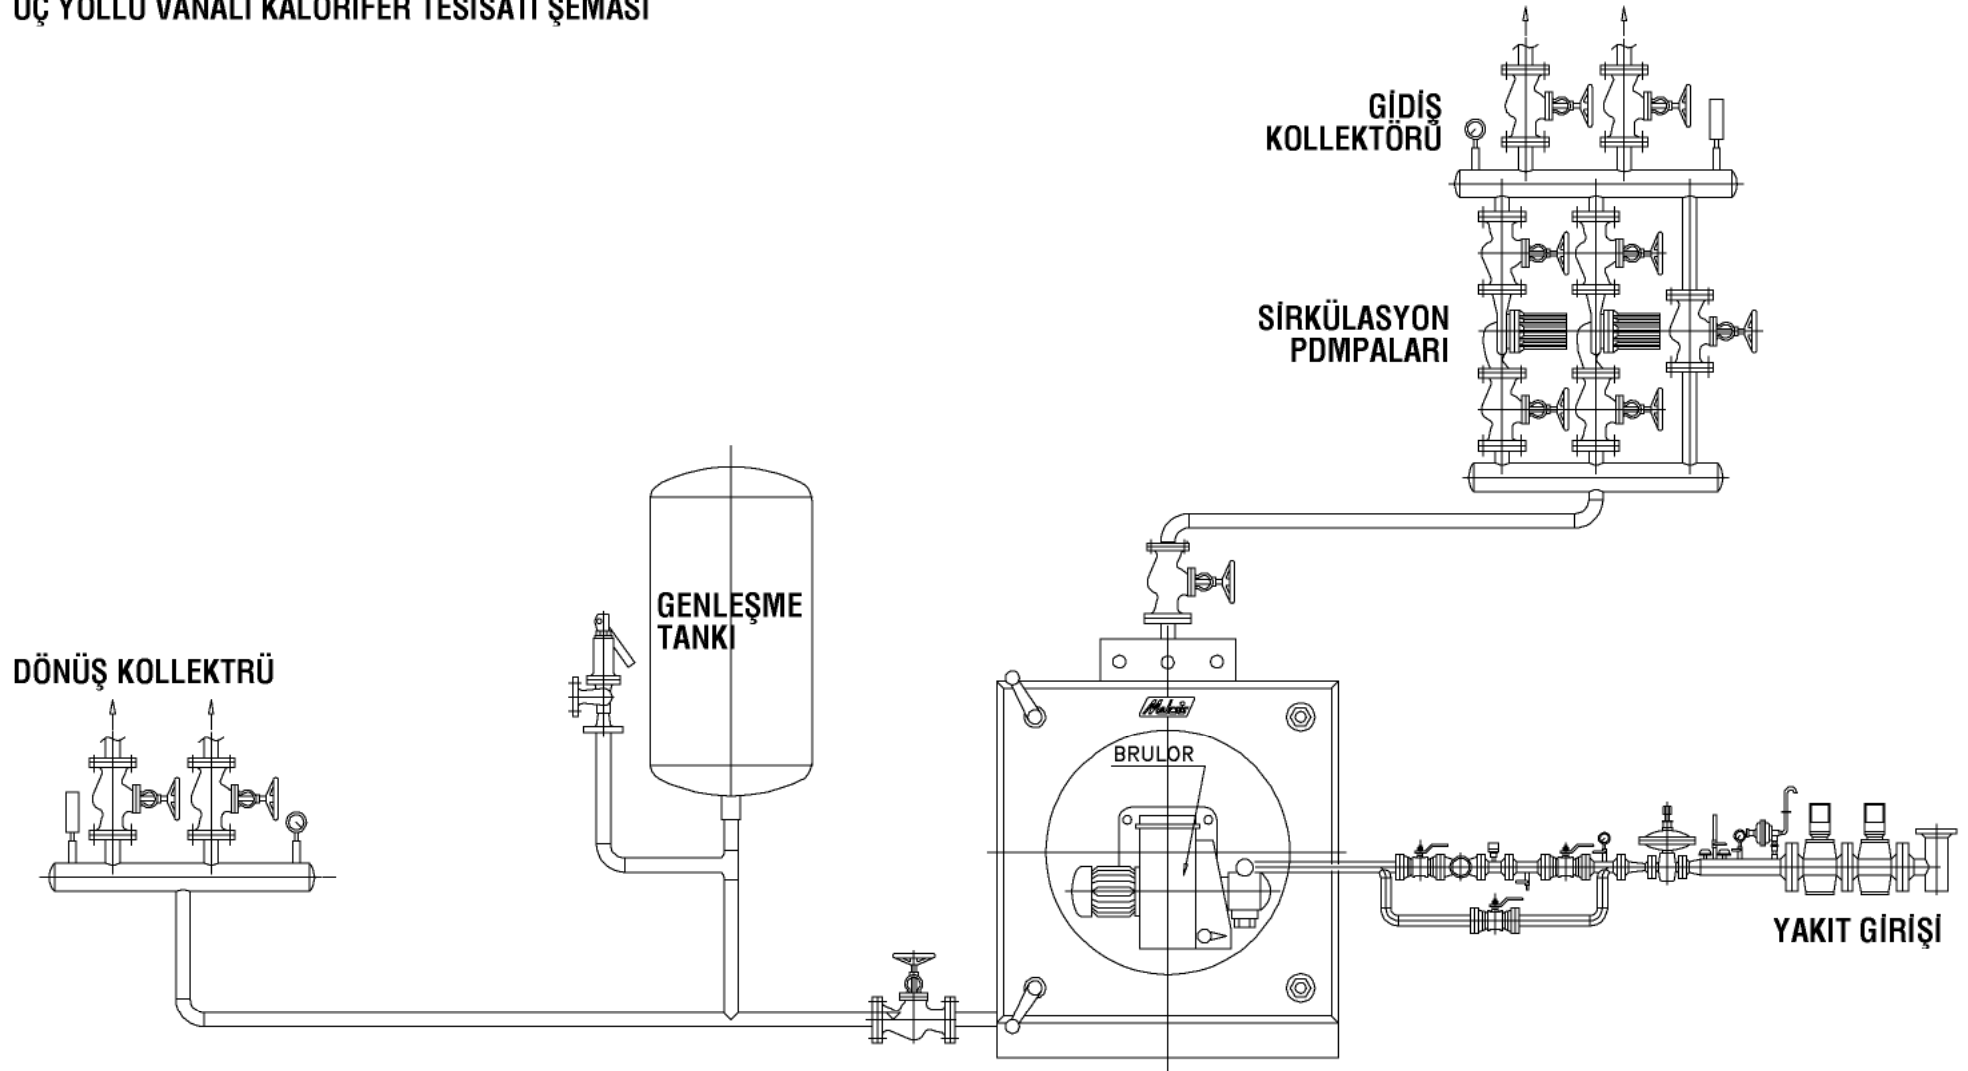 ÜÇ YOLLU VANALI KALORİFER TESİSATI ŞEMASI
GİDİŞ
KOLLEKTÖRÜ
SİRKÜLASYON
PDMPALARI
GENLEŞME
TANKI
DÖNÜŞ KOLLEKTRÜ
BRULOR
YAKIT GİRİŞİ